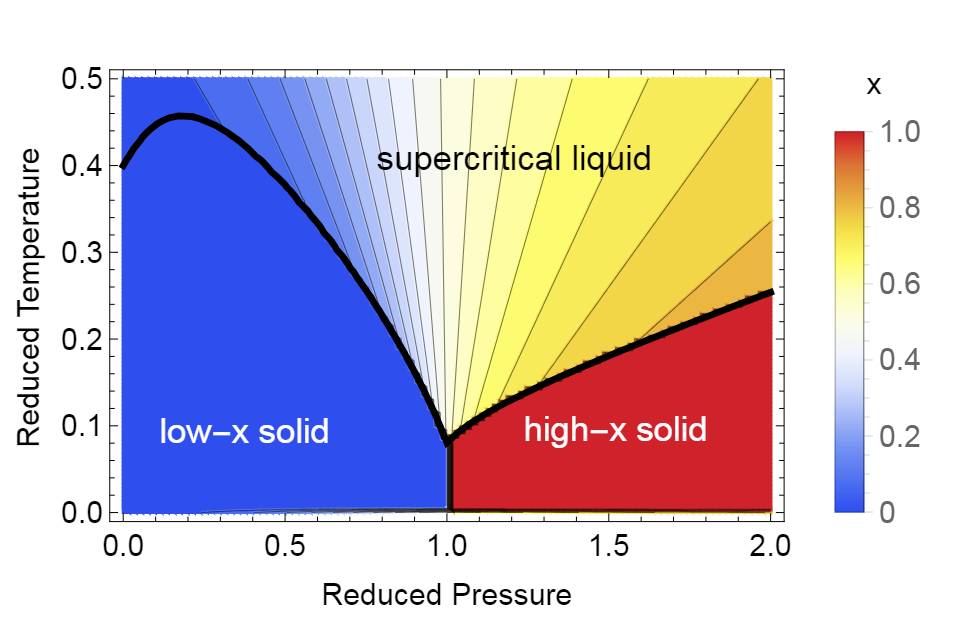 x
0.5
0.4
0.3
0.2
0.1
0.0
Reduced Temperature
supercritical liquid
low–x solid
high–x solid
0.0
0.5
1.0
1.5
2.0
Reduced Pressure
1.0
0.8
0.6
0.4
0.2
0